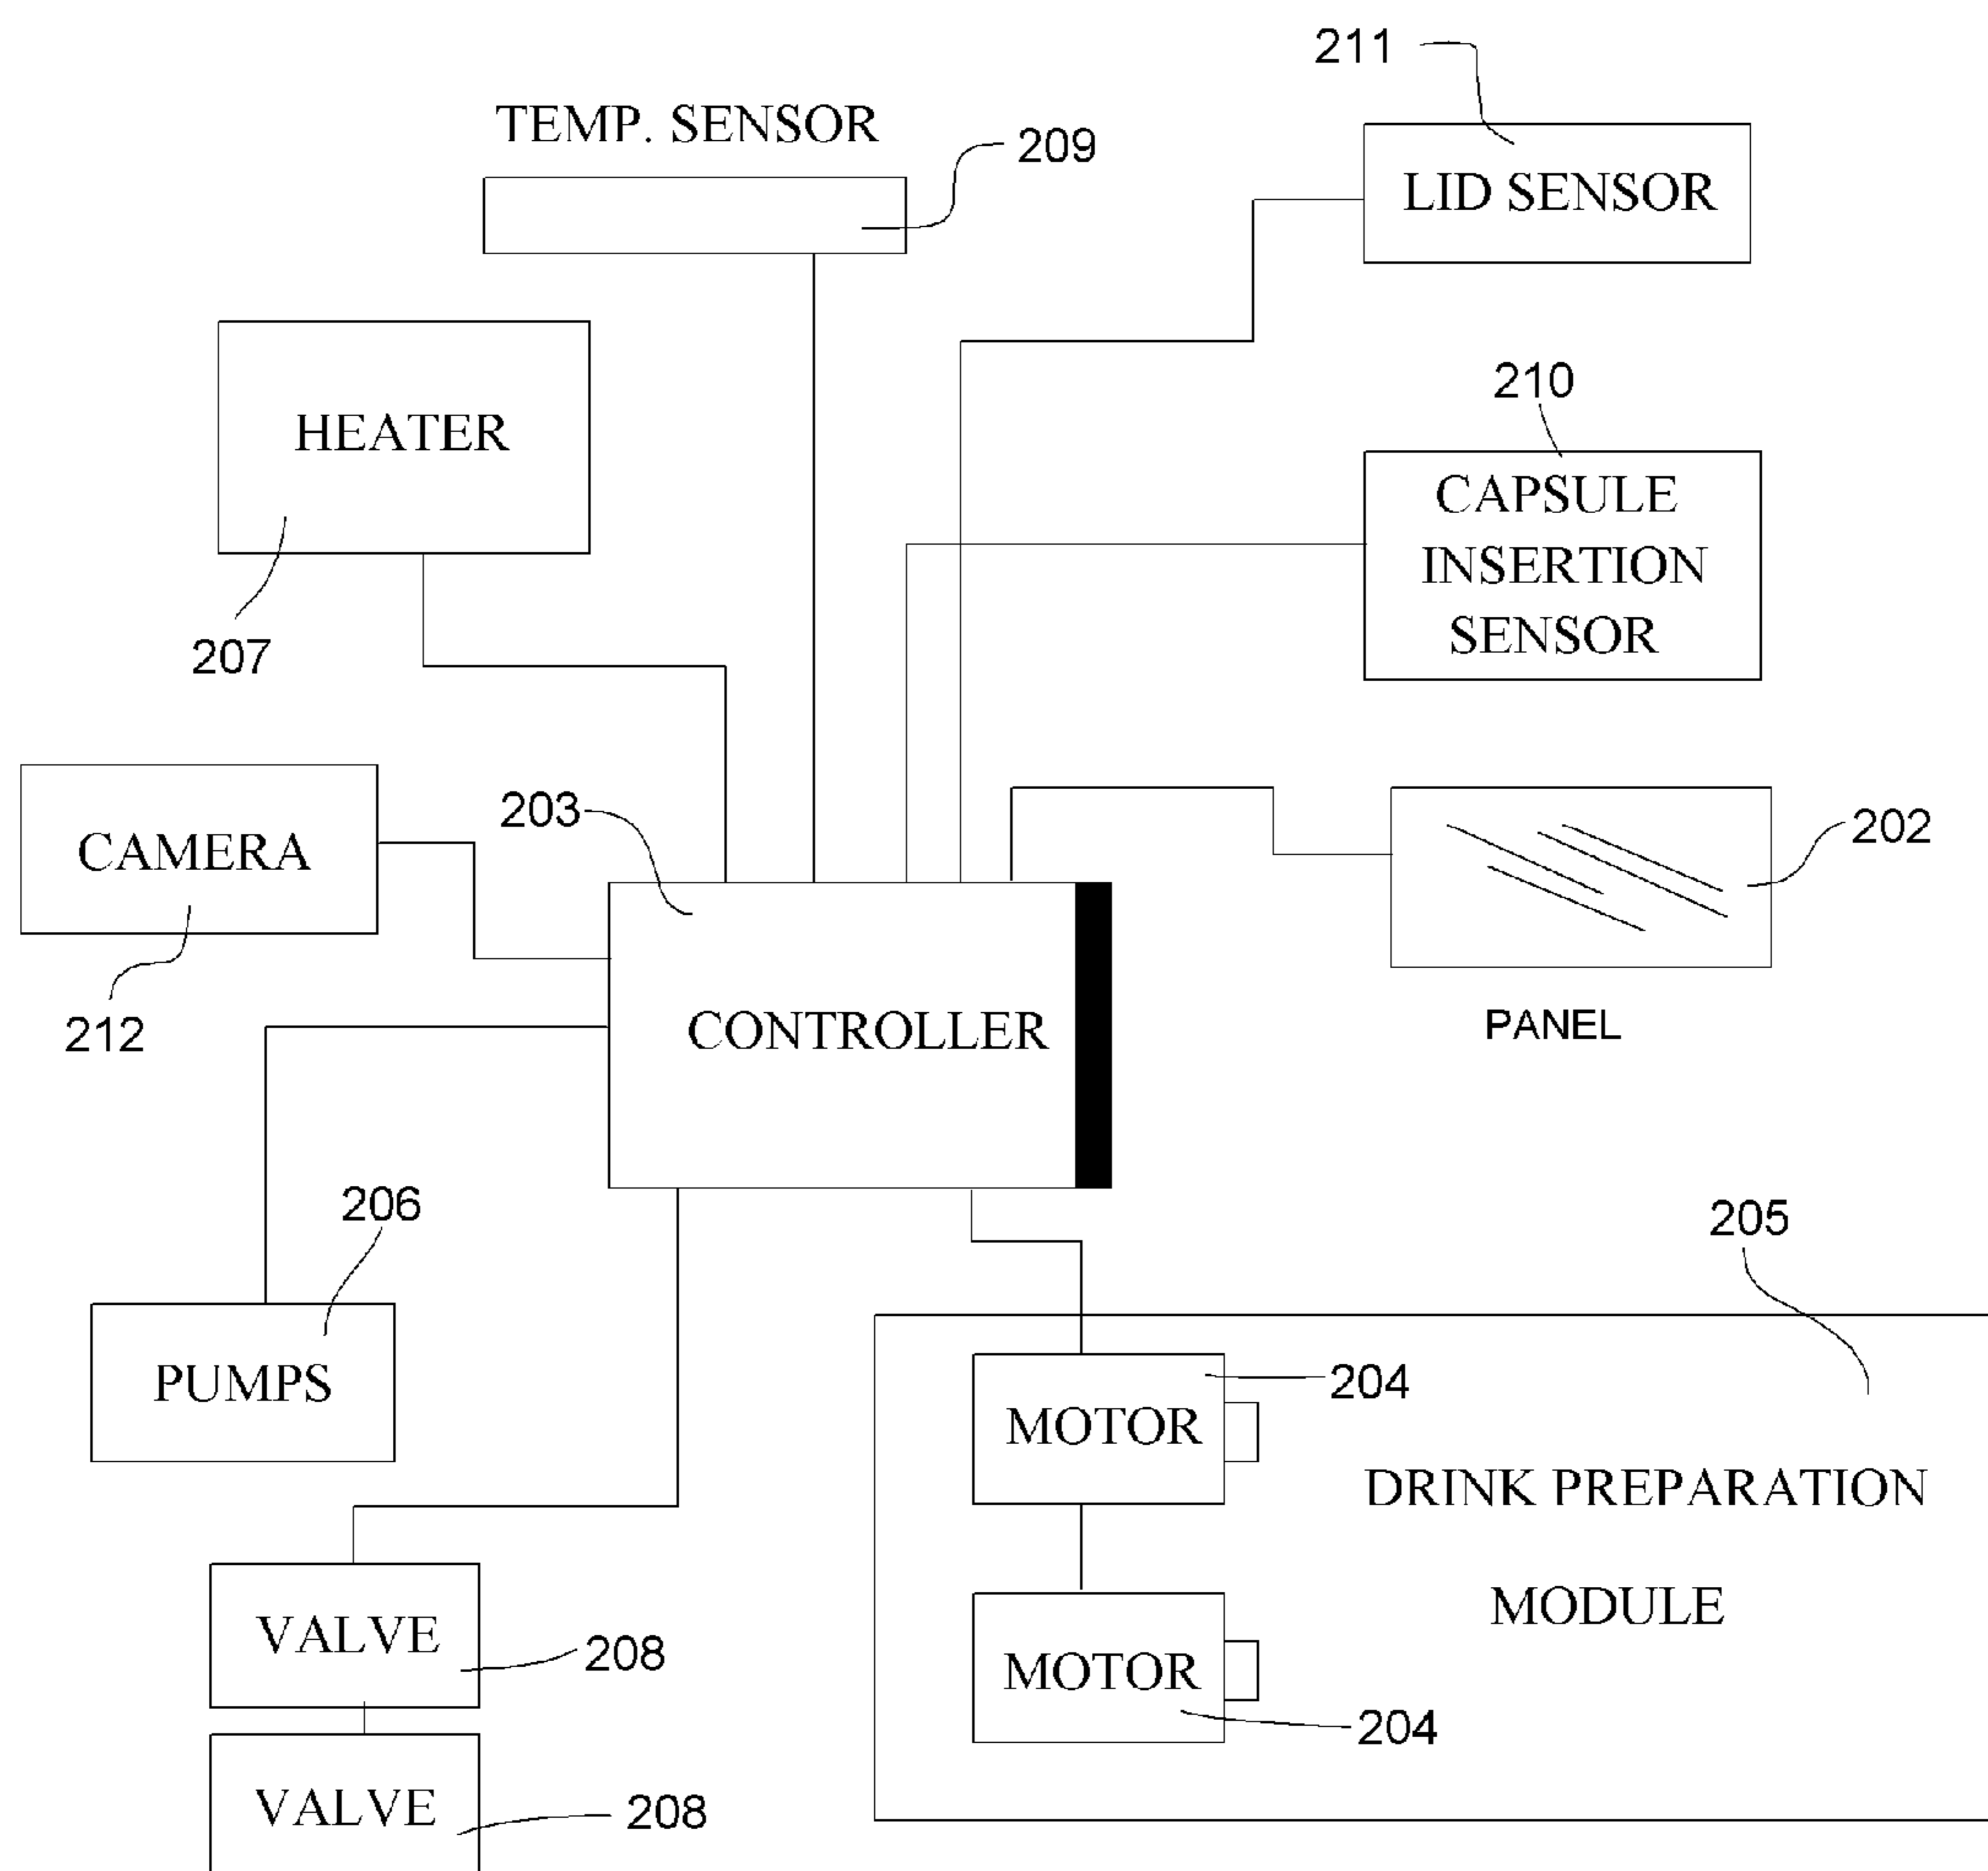 211
TEMP. SENSOR
209
LID SENSOR
HEATER
207
210
CAPSULE
INSERTION
SENSOR
CAMERA
212
203
CONTROLLER
202
PANEL
206
PUMPS
205
204
MOTOR
DRINK PREPARATION
MODULE
MOTOR
204
VALVE
208
VALVE
208